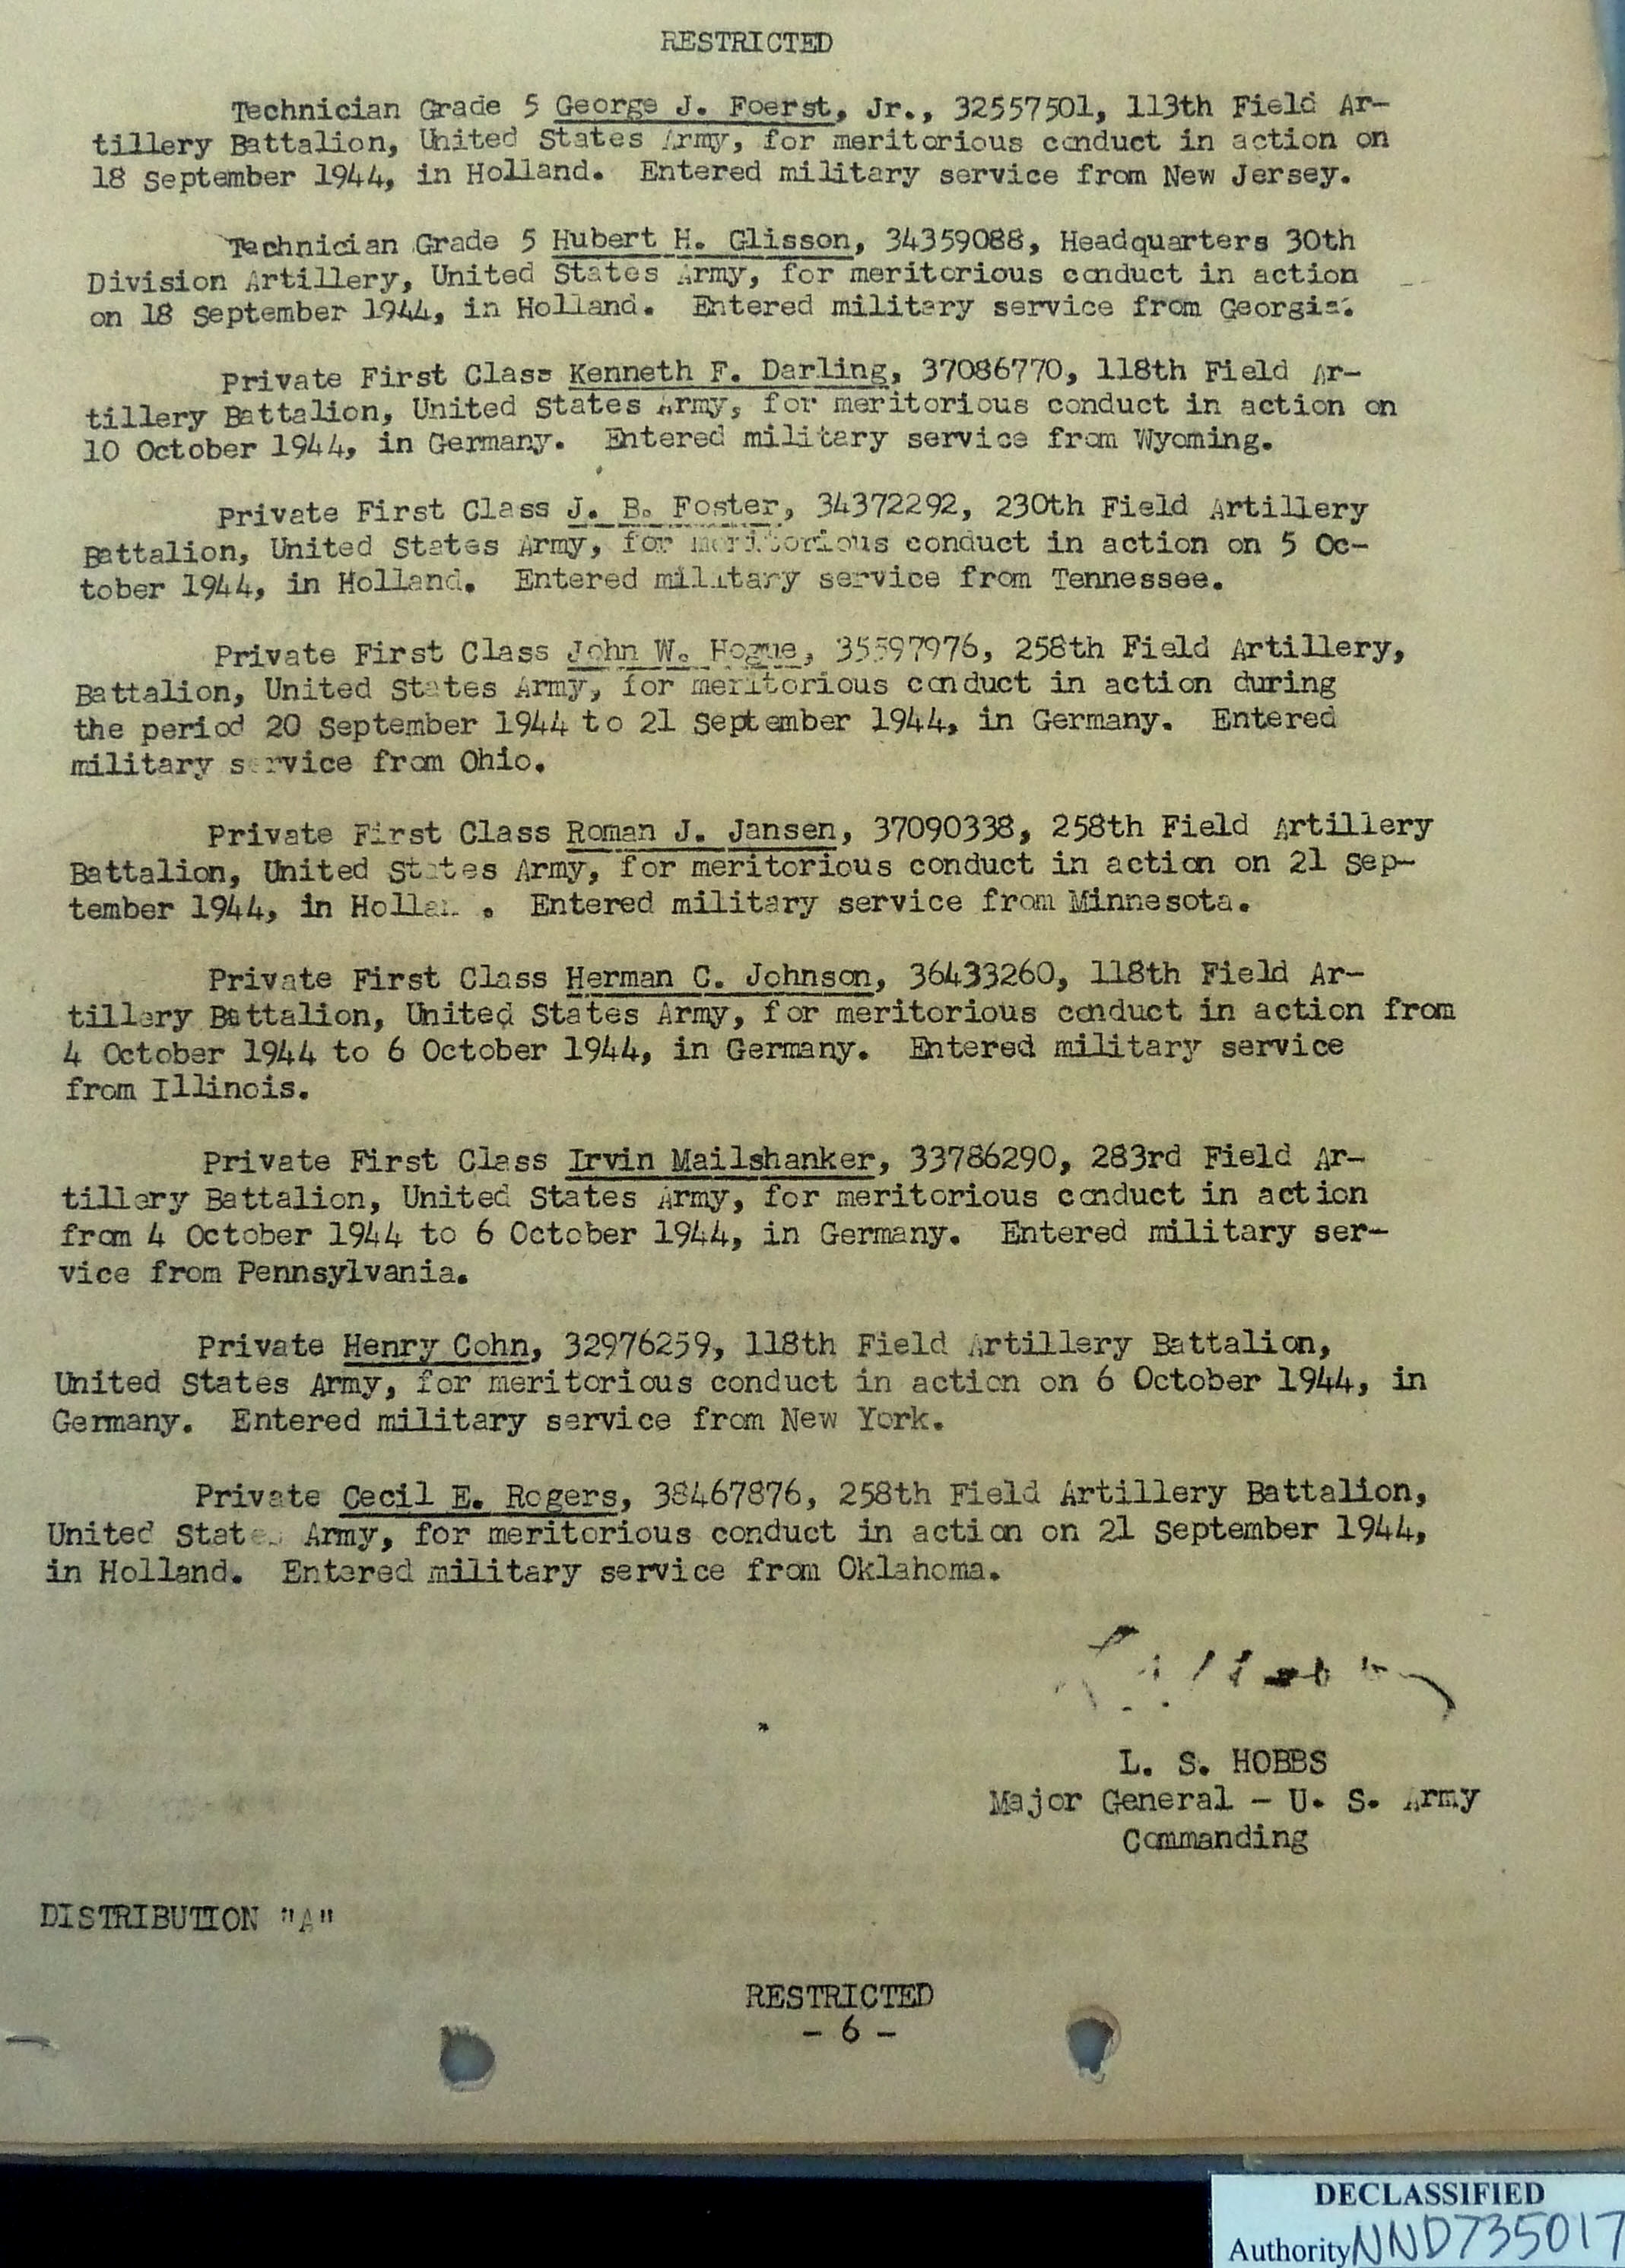 RESTRICTED
Technician Grade 5 George J. Foerst, Jr., 32557501, 113th Field Ar-
tillery Battalion, United States Army, for meritorious conduct in action on
18 September 1944, in Holland. Entered military service from New Jersey.
Technician Grade 5 Hubert H. Glisson, 34359088, Headquarters 30th
Division Artillery, United States Army, for meritorious conduct in action
on 18 September 1944, in Holland. Entered military service from Georgia.
Private First Class Kenneth F. Darling, 37086770, 118th Field Ar-
tillery Battalion, United States Army, for meritorious conduct in action on
10 October 1944, in Germany. Entered military service from Wyoming.
Private First Class J. B. Foster, 34372292, 230th Field Artillery
Battalion, United States Army, for meritorious conduct in action on 5 Oc-
tober 1944, in Holland. Entered military service from Tennessee.
Private First Class John W. Hogue, 35597976, 258th Field Artillery,
Battalion, United States Army, for meritorious conduct in action during
the period 20 September 1944 to 21 September 1944, in Germany. Entered
military service from Ohio.
Private First Class Roman J. Jansen, 37090338, 258th Field Artillery
Battalion, United States Army, for meritorious conduct in action on 21 Sep-
tember 1944, in Holland. Entered military service from Minnesota.
Private First Class Herman C. Johnson, 36433260, 118th Field Ar-
tillery Battalion, United States Army, for meritorious conduct in action from
4 October 1944 to 6 October 1944, in Germany. Entered military service
from Illinois.
Private First Class Irvin Mailshanker, 33786290, 283rd Field Ar-
tillery Battalion, United States Army, for meritorious conduct in action
from 4 October 1944 to 6 October 1944, in Germany. Entered military ser-
vice from Pennsylvania.
Private Henry Cohn, 32976259, 118th Field Artillery Battalion,
United States Army, for meritorious conduct in action on 6 October 1944, in
Germany. Entered military service from New York.
Private Cecil E. Rogers, 38467876, 258th Field Artillery Battalion,
United States Army, for meritorious conduct in action on 21 September 1944,
in Holland. Entered military service from Oklahoma.
L. S. HOBBS
Major General - U. S. Army
Commanding
DISTRIBUTION "A"
RESTRICTED
- 6 -
DECLASSIFIED
Authority NND735017